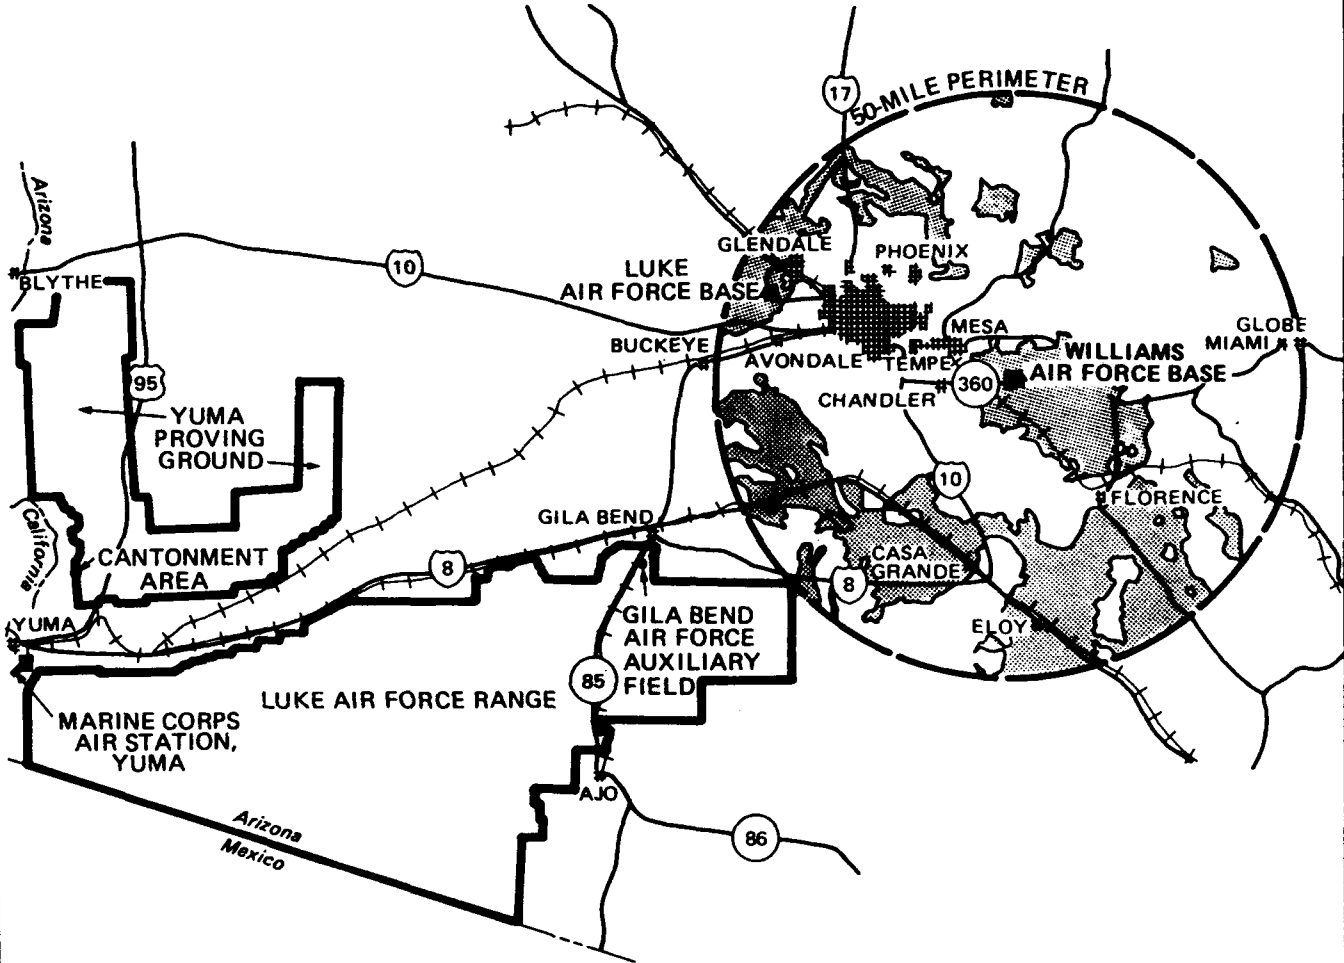 17
50-MILE PERIMETER
Arizona
GLENDALE
PHOENIX
10
LUKE
AIR FORCE BASE
BLYTHE
GLOBE
MIAMI
MESA
BUCKEYE
AVONDALE
TEMPE
WILLIAMS
AIR FORCE BASE
360
95
CHANDLER
YUMA
PROVING
GROUND
10
FLORENCE
GILA BEND
California
CANTONMENT
AREA
8
CASA
GRANDE
8
YUMA
GILA BEND
AIR FORCE
AUXILIARY
FIELD
ELOY
85
LUKE AIR FORCE RANGE
MARINE CORPS
AIR STATION,
YUMA
AJO
Arizona
Mexico
86